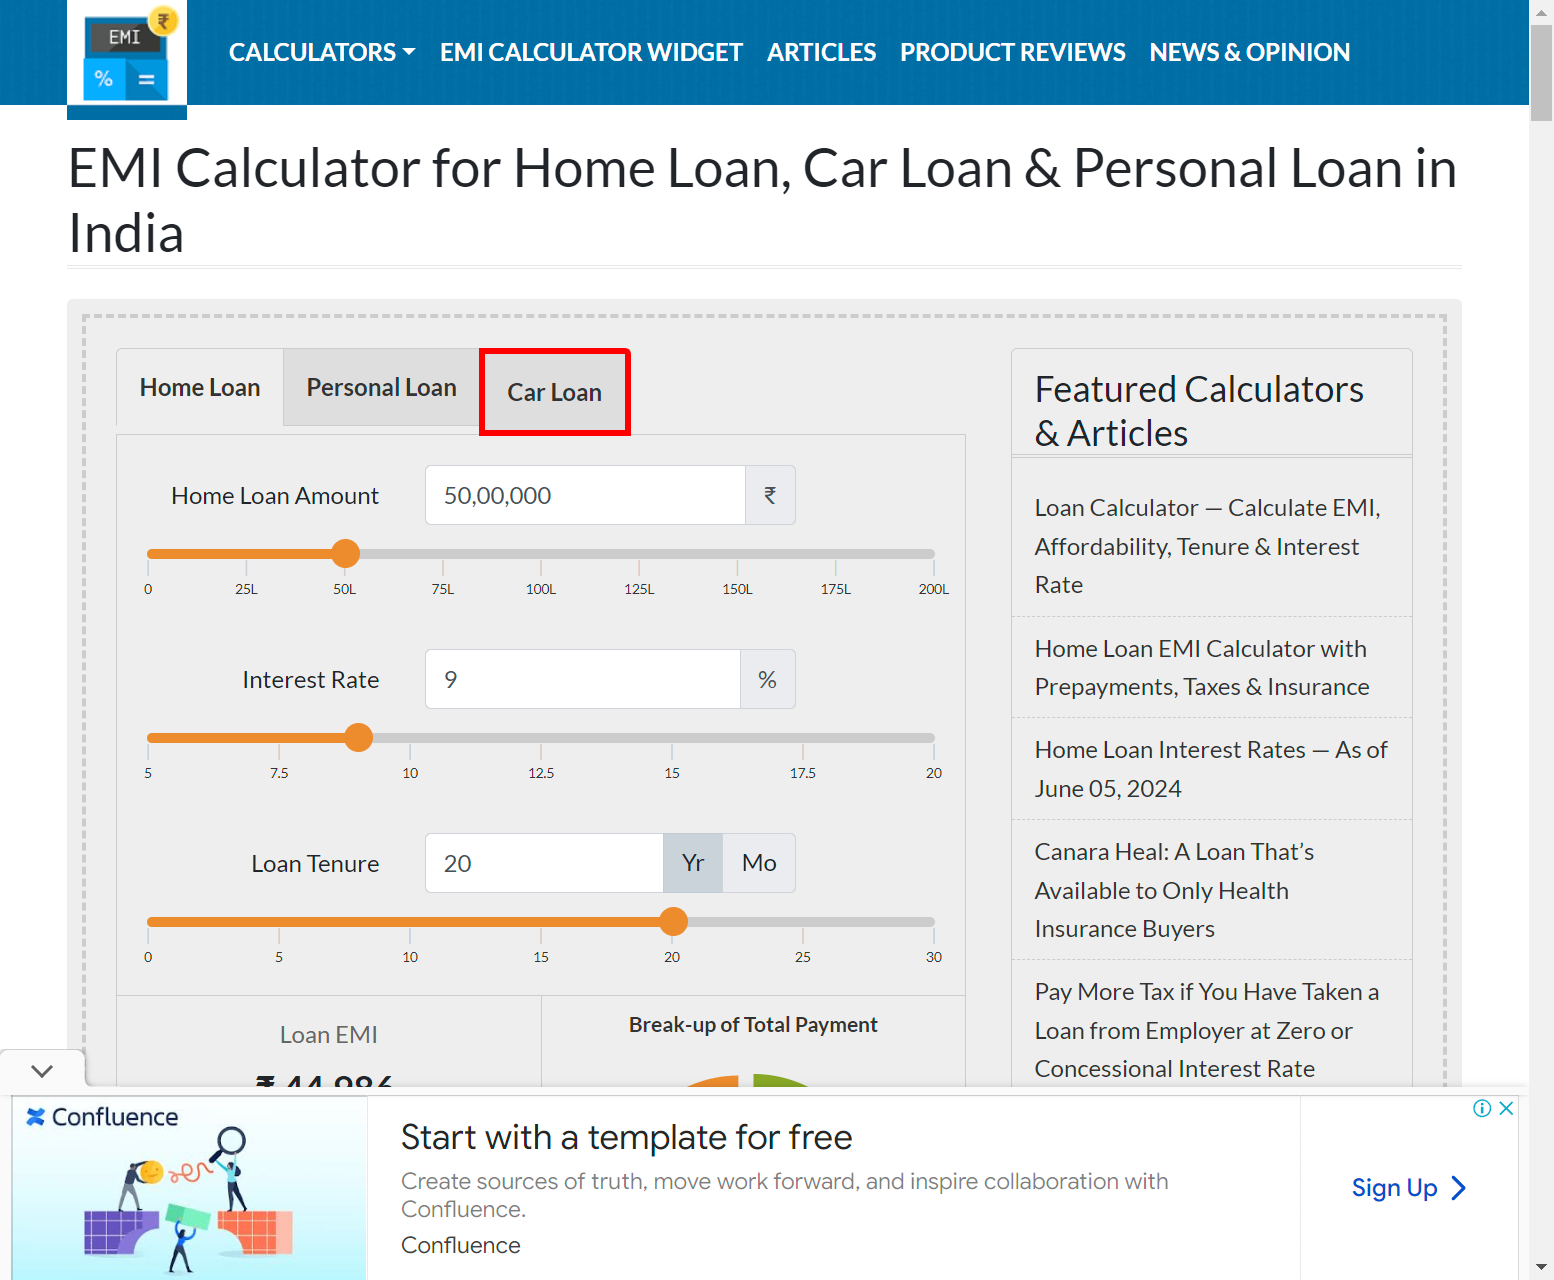 EMI
₹
%
=
CALCULATORS
EMI CALCULATOR WIDGET
ARTICLES
PRODUCT REVIEWS
NEWS & OPINION
EMI Calculator for Home Loan, Car Loan & Personal Loan in
India
Home Loan
Personal Loan
Car Loan
Home Loan Amount
50,00,000
₹
0
25L
50L
75L
100L
125L
150L
175L
200L
Interest Rate
9
%
5
7.5
10
12.5
15
17.5
20
Loan Tenure
20
Yr
Mo
0
5
10
15
20
25
30
Loan EMI
₹ 44,986
Break-up of Total Payment
Featured Calculators
& Articles
Loan Calculator — Calculate EMI,
Affordability, Tenure & Interest
Rate
Home Loan EMI Calculator with
Prepayments, Taxes & Insurance
Home Loan Interest Rates — As of
June 05, 2024
Canara Heal: A Loan That’s
Available to Only Health
Insurance Buyers
Pay More Tax if You Have Taken a
Loan from Employer at Zero or
Concessional Interest Rate
Confluence
Start with a template for free
Create sources of truth, move work forward, and inspire collaboration with
Confluence.
Confluence
Sign Up